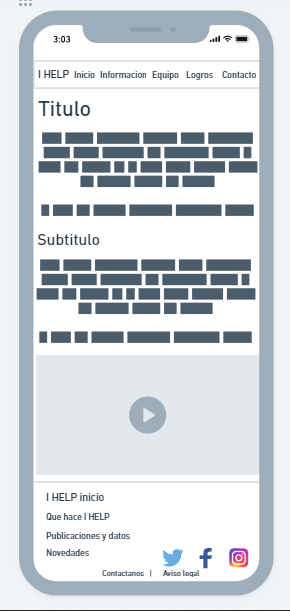 3:03
I HELP Inicio Informacion Equipo Logros Contacto
Titulo
Subtitulo
I HELP inicio
Que hace I HELP
Publicaciones y datos
Novedades
Contactanos | Aviso legal